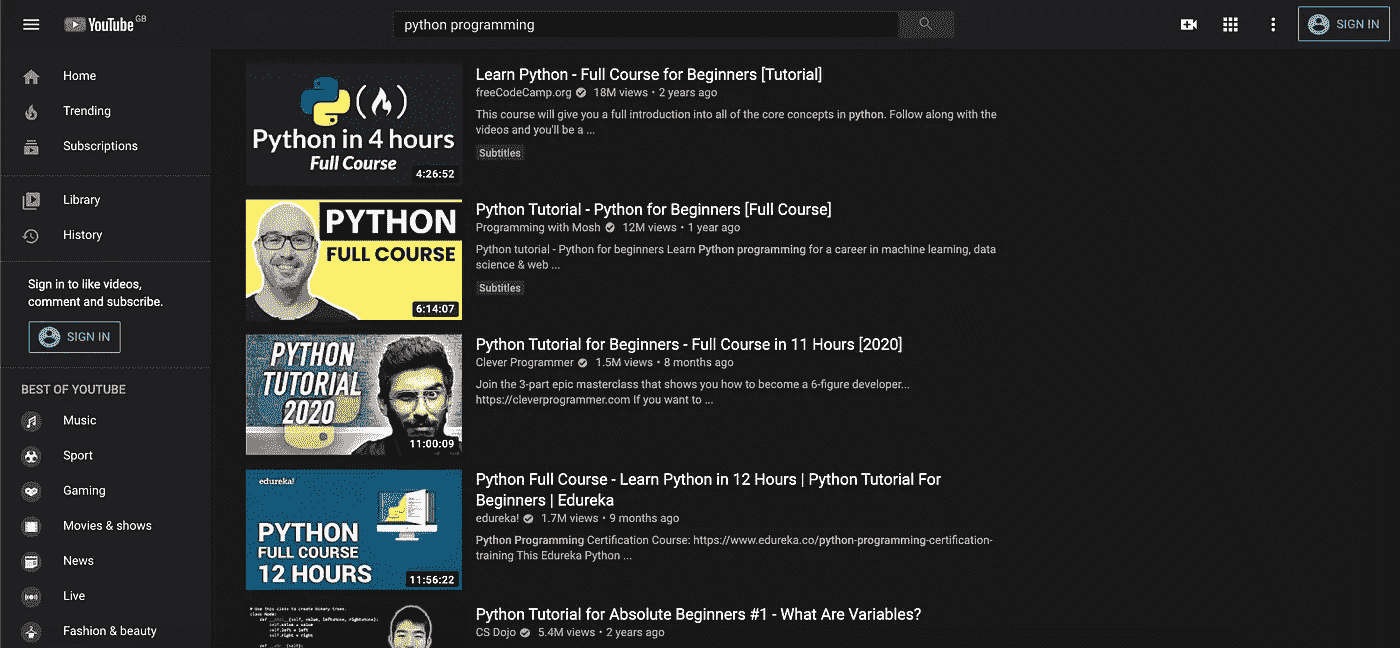 YouTube GB
python programming
SIGN IN
Home
Trending
Subscriptions
Library
History
Sign in to like videos,
comment and subscribe.
SIGN IN
BEST OF YOUTUBE
Music
Sport
Gaming
Movies & shows
News
Live
Fashion & beauty
Python in 4 hours
Full Course
4:26:52
Learn Python - Full Course for Beginners [Tutorial]
freeCodeCamp.org 18M views • 2 years ago
This course will give you a full introduction into all of the core concepts in python. Follow along with the
videos and you'll be a ...
Subtitles
PYTHON
FULL COURSE
6:14:07
Python Tutorial - Python for Beginners [Full Course]
Programming with Mosh 12M views • 1 year ago
Python tutorial - Python for beginners Learn Python programming for a career in machine learning, data
science & web ...
Subtitles
PYTHON
TUTORIAL
2020
11:00:09
Python Tutorial for Beginners - Full Course in 11 Hours [2020]
Clever Programmer 1.5M views • 8 months ago
Join the 3-part epic masterclass that shows you how to become a 6-figure developer...
https://cleverprogrammer.com If you want to ...
edureka!
PYTHON
FULL COURSE
12 HOURS
11:56:22
Python Full Course - Learn Python in 12 Hours | Python Tutorial For
Beginners | Edureka
edureka! 1.7M views • 9 months ago
Python Programming Certification Course: https://www.edureka.co/python-programming-certification-
training This Edureka Python ...
class Node:
self.value = value
self.left = left
self.right = right
Python Tutorial for Absolute Beginners #1 - What Are Variables?
CS Dojo 5.4M views • 2 years ago